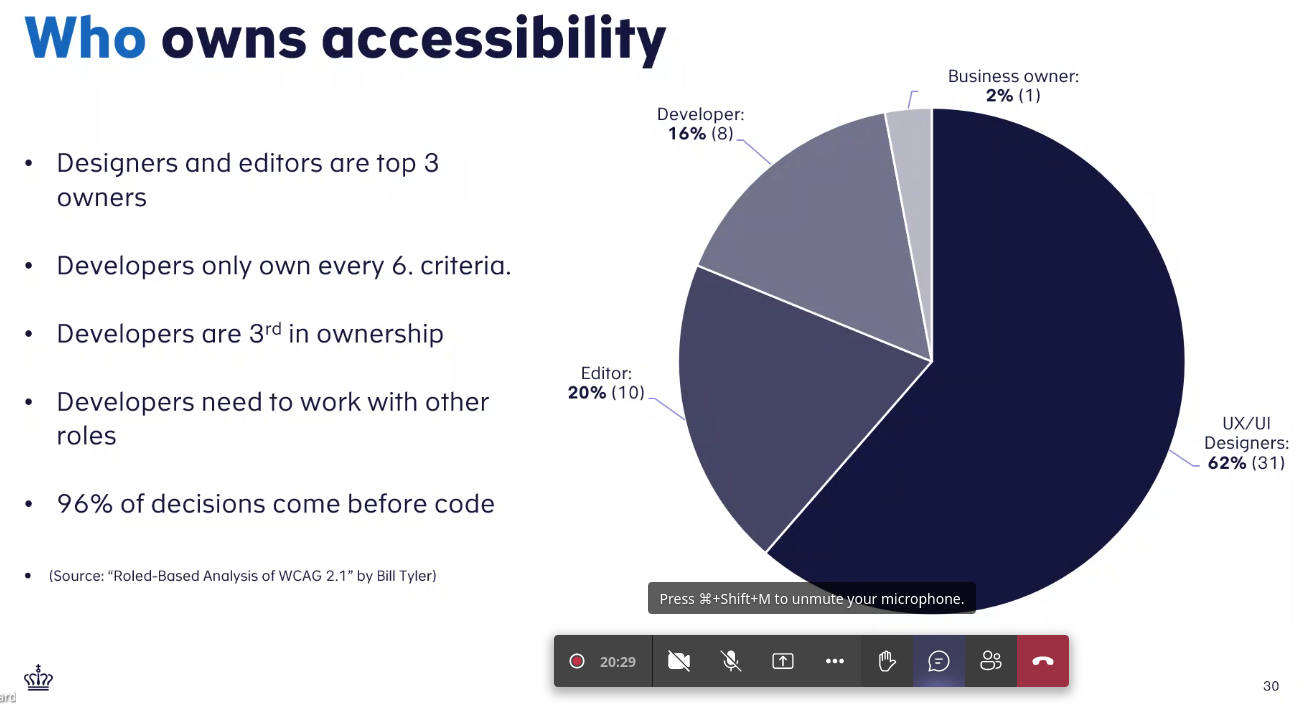 Who owns accessibility
• Designers and editors are top 3
owners
• Developers only own every 6. criteria.
• Developers are 3rd in ownership
• Developers need to work with other
roles
• 96% of decisions come before code
• (Source: “Roled-Based Analysis of WCAG 2.1” by Bill Tyler)
Business owner:
2% (1)
Developer:
16% (8)
Editor:
20% (10)
UX/UI
Designers:
62% (31)
Press ⌘+Shift+M to unmute your microphone.
20:29
ard
30